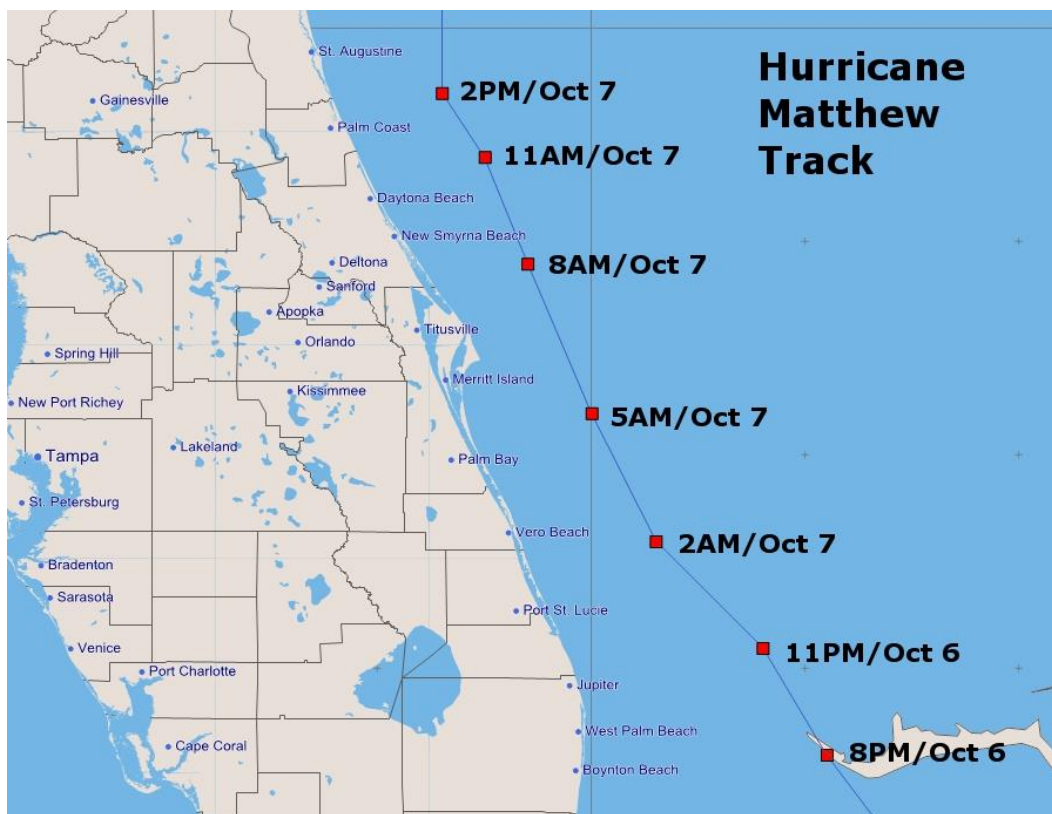 St. Augustine
Hurricane
Matthew
Track
2PM/Oct 7
Gainesville
Palm Coast
11AM/Oct 7
Daytona Beach
New Smyrna Beach
Deltona
8AM/Oct 7
Sanford
Apopka
Titusville
Orlando
Spring Hill
Merritt Island
Kissimmee
New Port Richey
5AM/Oct 7
Lakeland
Tampa
Palm Bay
St. Petersburg
Vero Beach
2AM/Oct 7
Bradenton
Sarasota
Port St. Lucie
Venice
11PM/Oct 6
Port Charlotte
Jupiter
West Palm Beach
Cape Coral
8PM/Oct 6
Boynton Beach